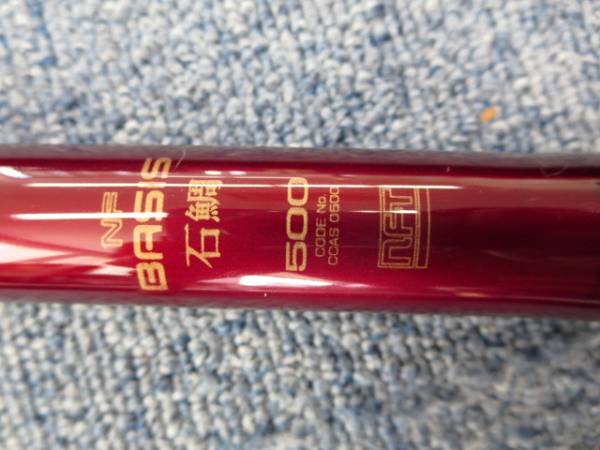 NF
BASIS
石鯛
500
CODE No.
CCAS 0500
NFT